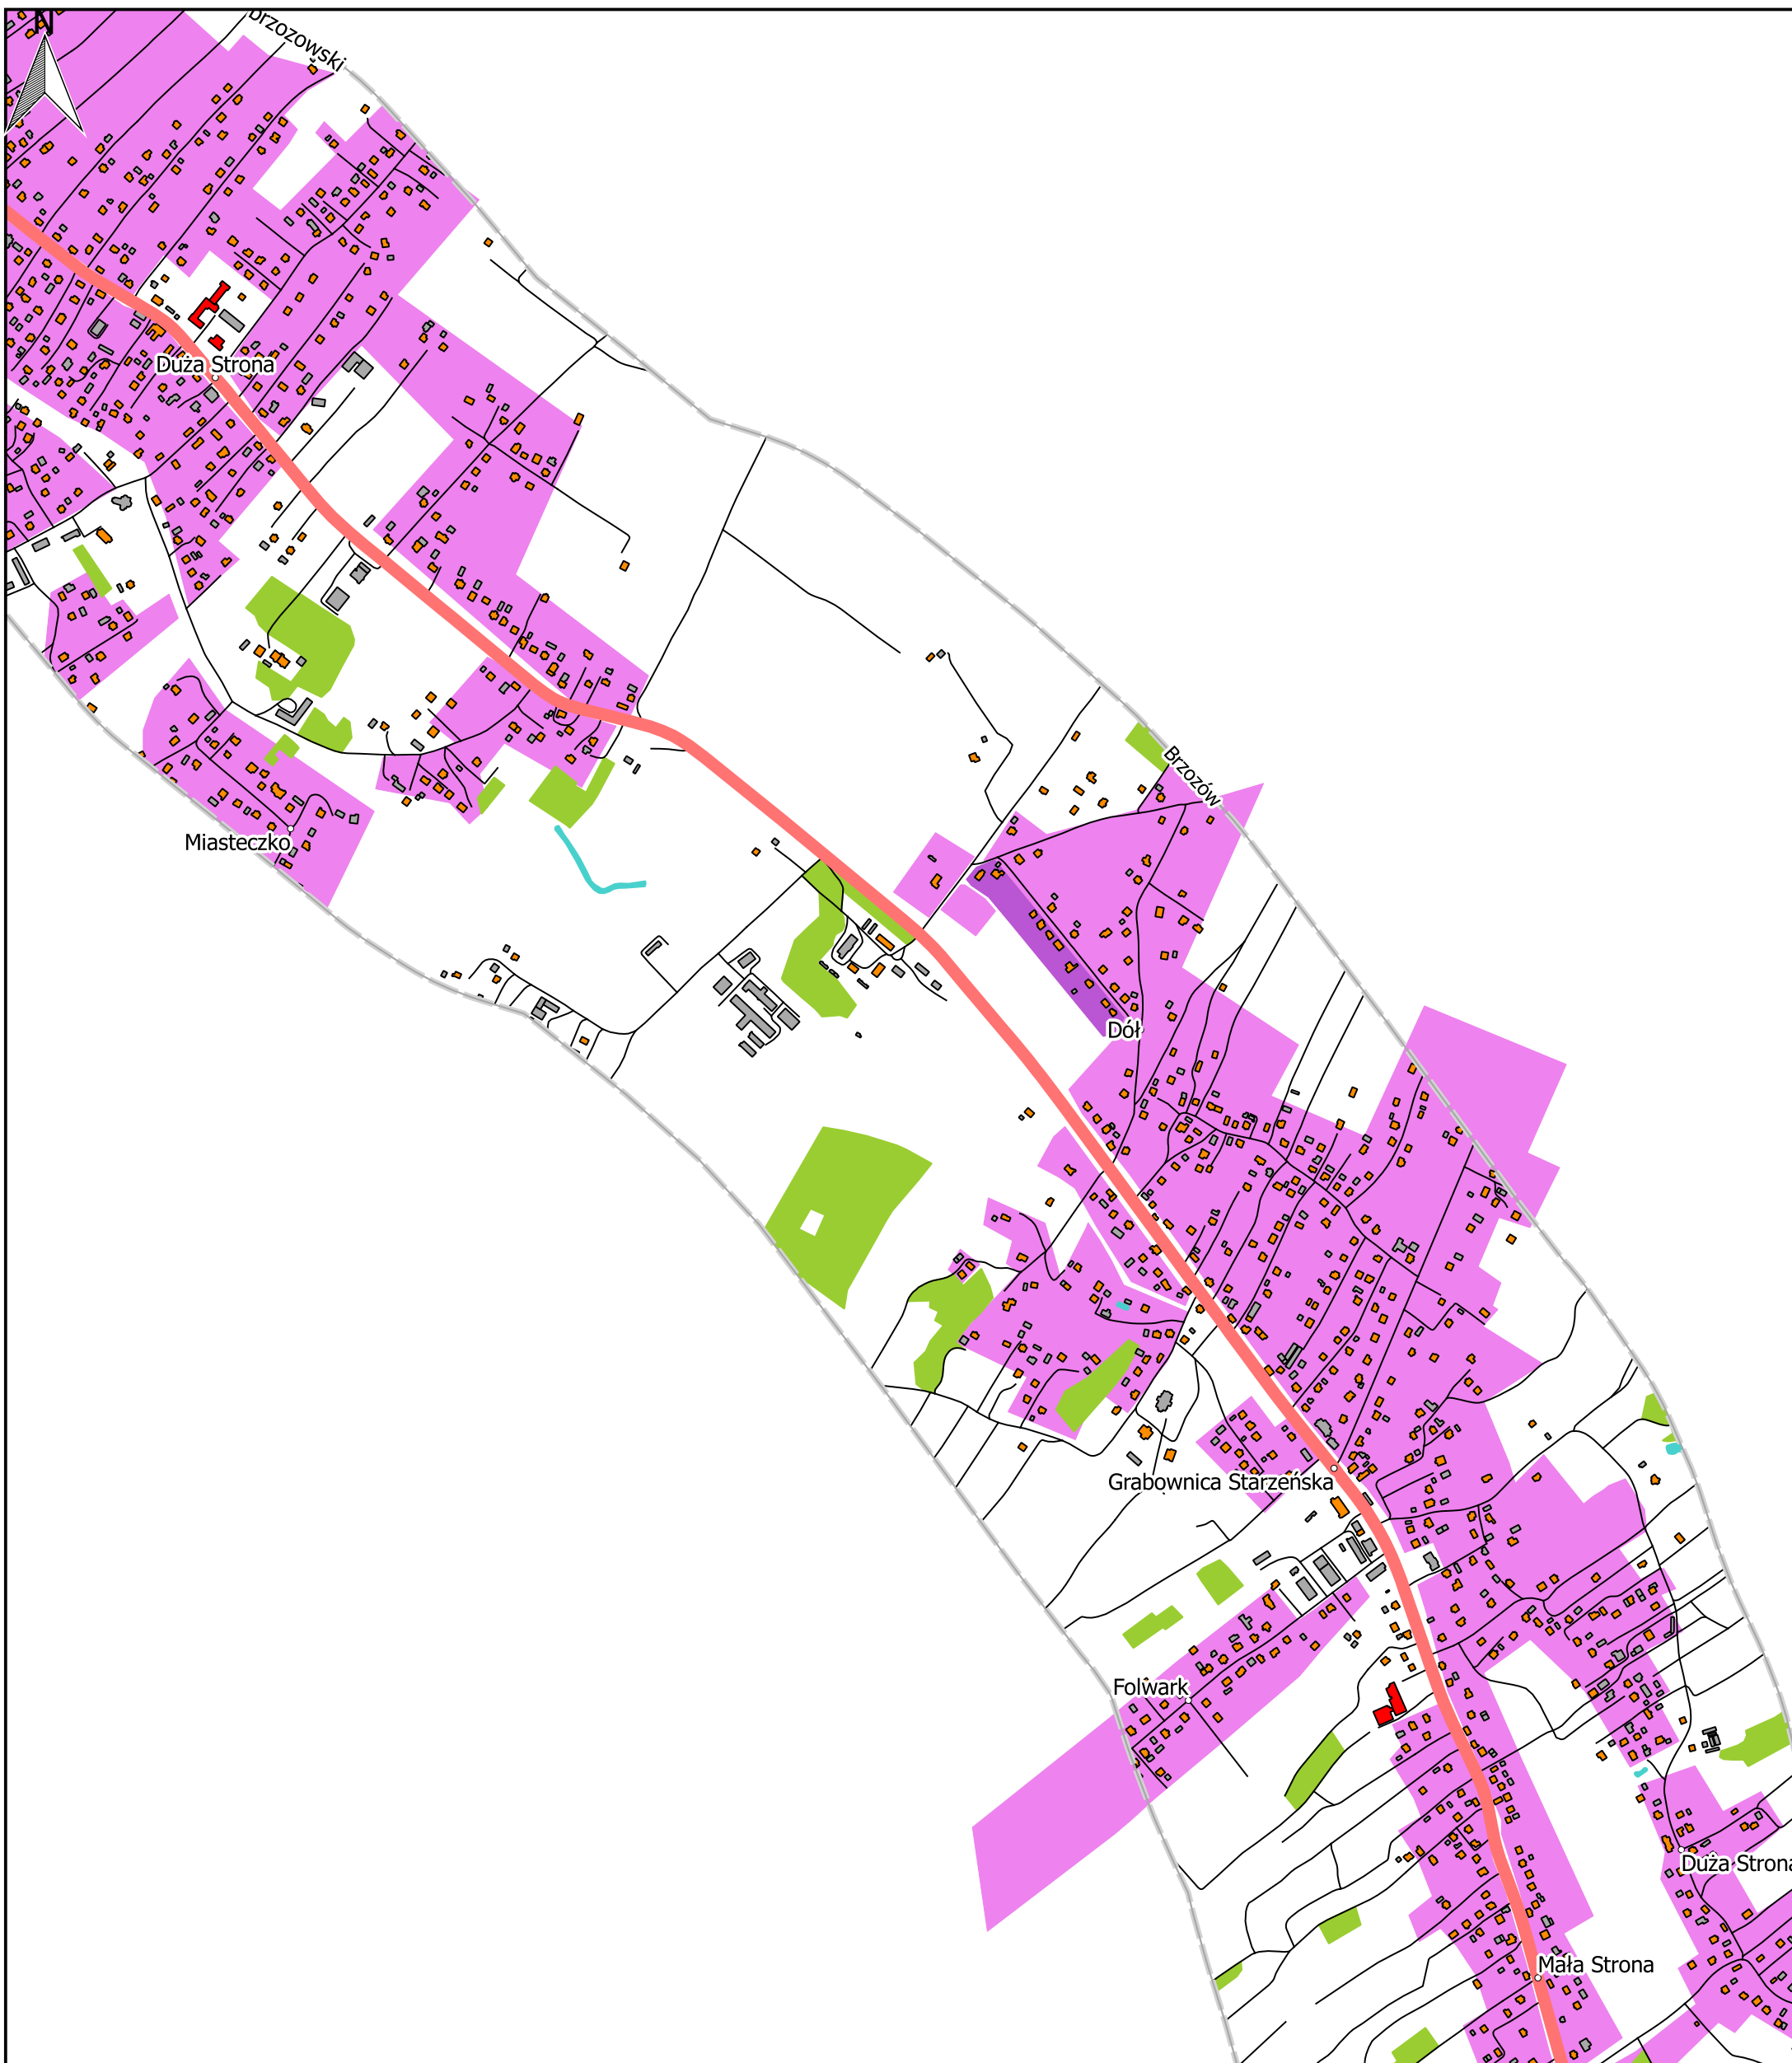 N
brzozowski
Duża Strona
Miasteczko
Brzozów
Dół
Grabownica Starzeńska
Folwark
Duża Strona
Mała Strona